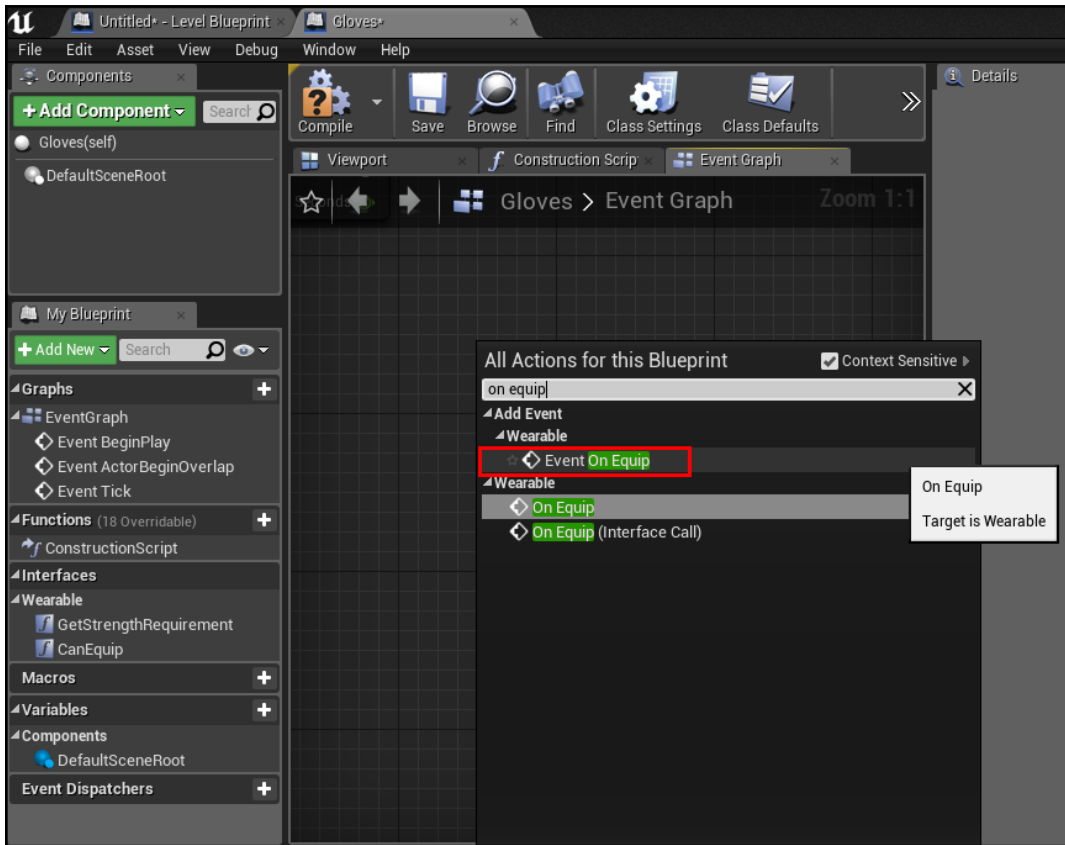 Untitled* - Level Blueprint
Gloves*
File Edit Asset View Debug Window Help
Components
+ Add Component
Search
Gloves(self)
DefaultSceneRoot
Compile
Save
Browse
Find
Class Settings
Class Defaults
Details
Viewport
Construction Scrip
Event Graph
Gloves > Event Graph
Zoom 1:1
My Blueprint
+ Add New
Search
Graphs
EventGraph
Event BeginPlay
Event ActorBeginOverlap
Event Tick
Functions (18 Overridable)
ConstructionScript
Interfaces
Wearable
GetStrengthRequirement
CanEquip
Macros
Variables
Components
DefaultSceneRoot
Event Dispatchers
All Actions for this Blueprint
Context Sensitive
on equip
Add Event
Wearable
Event On Equip
Wearable
On Equip
On Equip (Interface Call)
On Equip
Target is Wearable